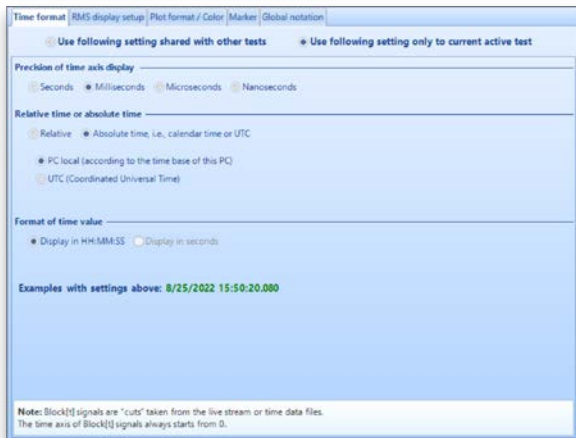 Time format RMS display setup Plot format / Color Marker Global notation
Use following setting shared with other tests Use following setting only to current active test
Precision of time axis display
Seconds Milliseconds Microseconds Nanoseconds
Relative time or absolute time
Relative Absolute time, i.e., calendar time or UTC
PC local (according to the time base of this PC)
UTC (Coordinated Universal Time)
Format of time value
Display in HH:MM:SS Display in seconds
Examples with settings above: 8/25/2022 15:50:20.080
Note: Block[t] signals are "cuts" taken from the live stream or time data files.
The time axis of Block[t] signals always starts from 0.